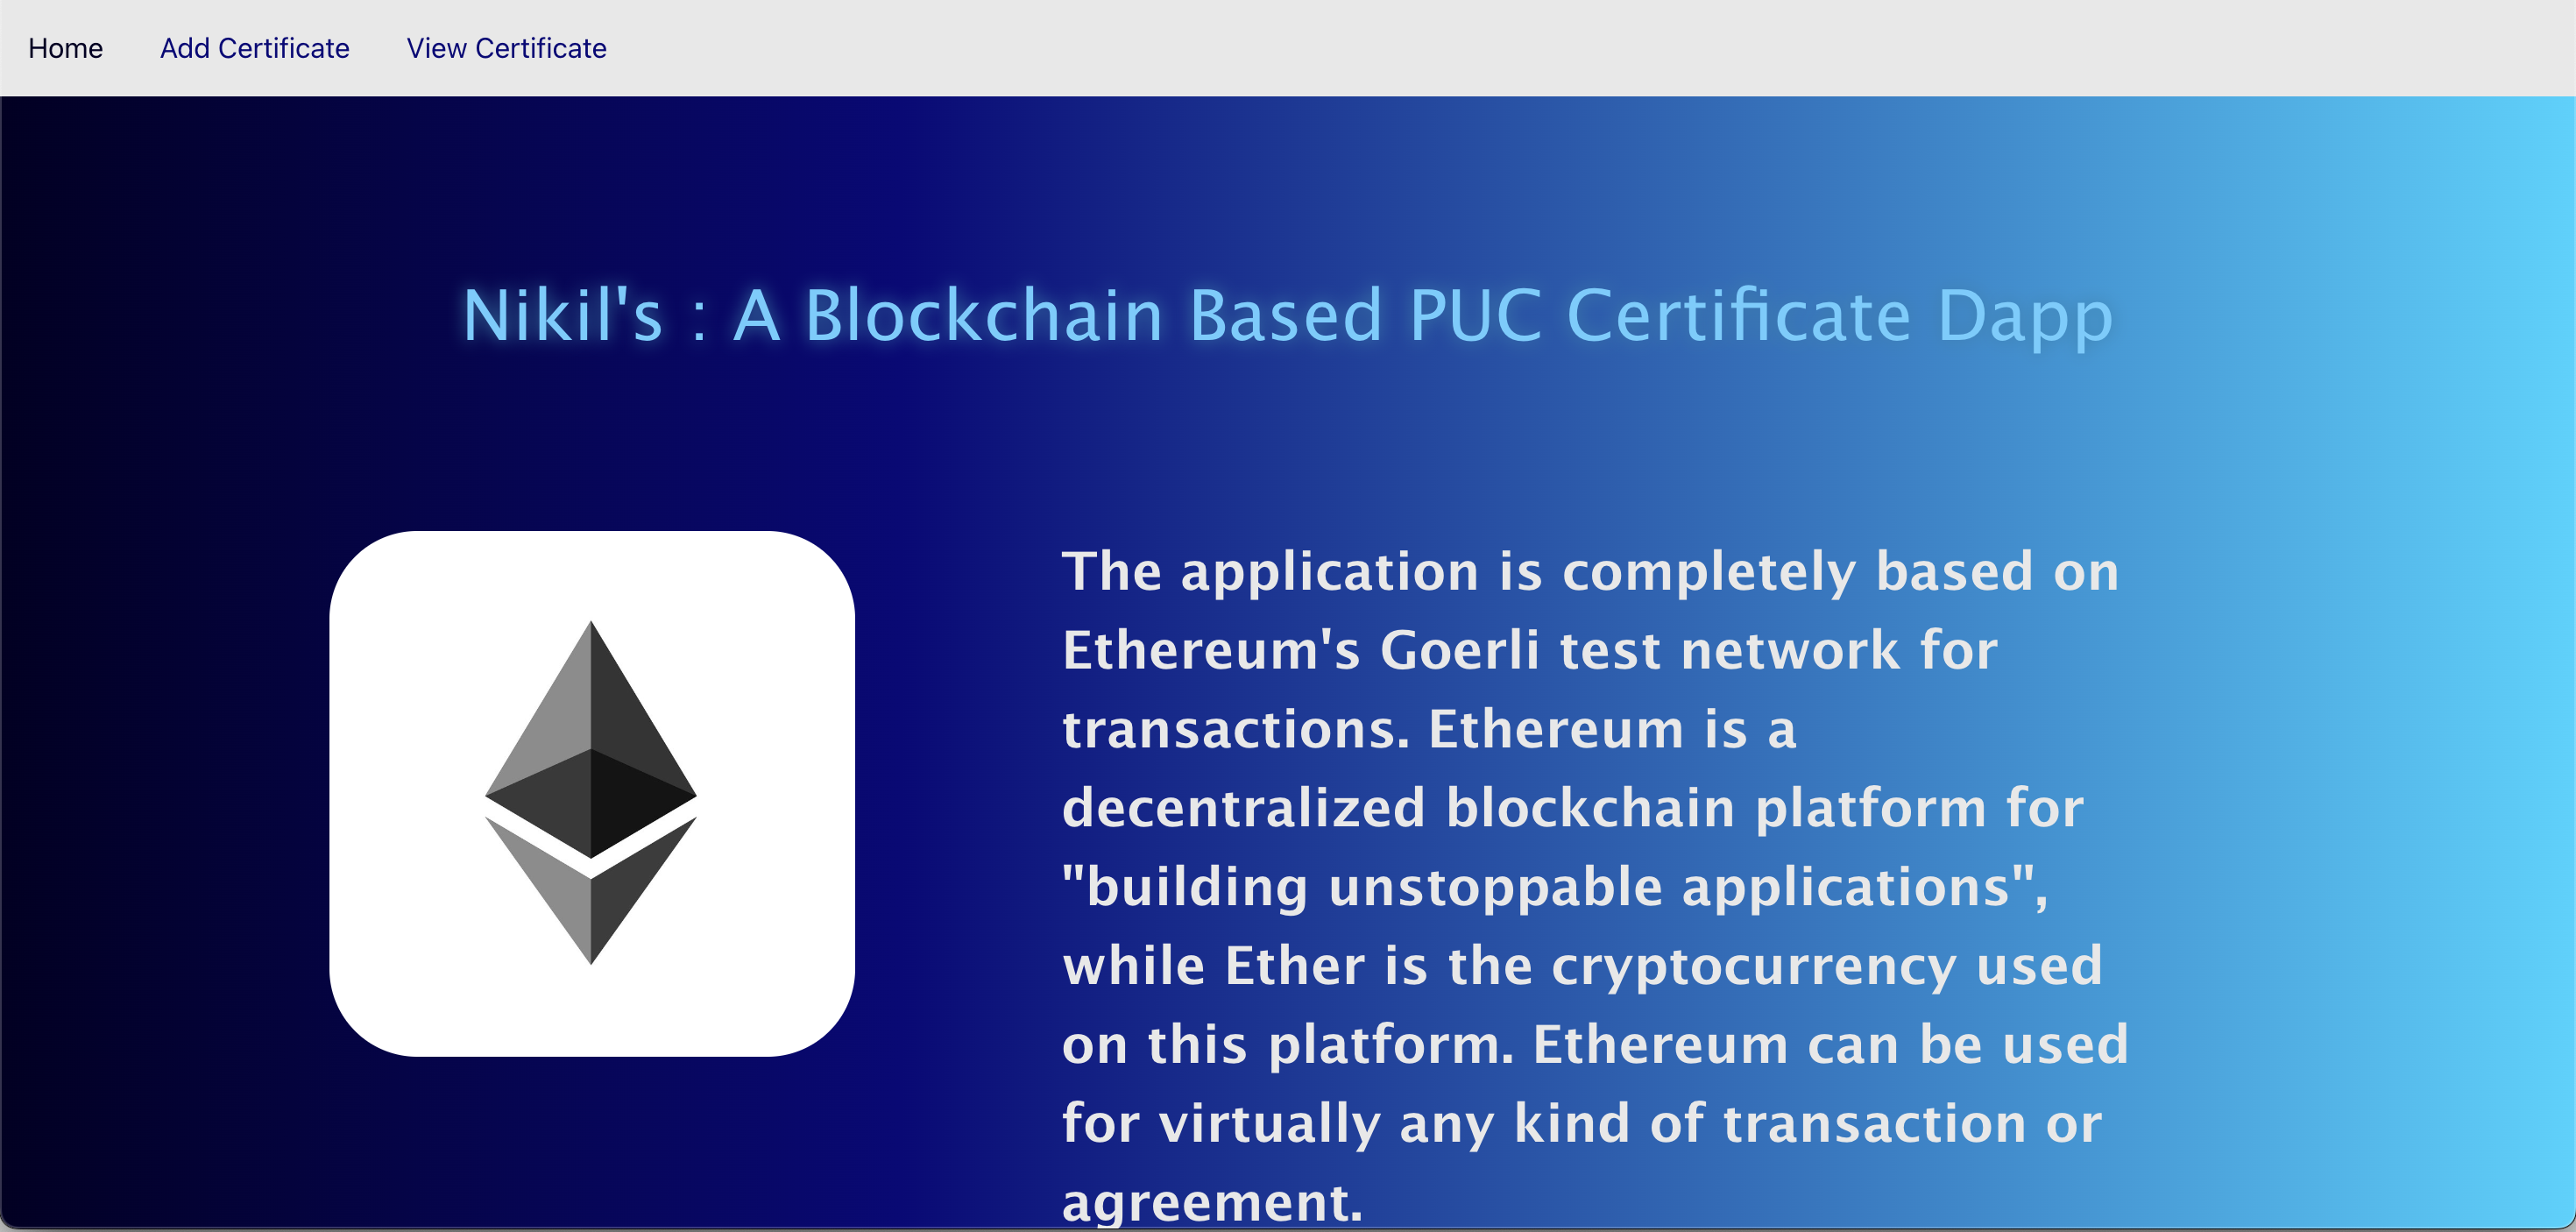 Home Add Certificate View Certificate
Nikil's : A Blockchain Based PUC Certificate Dapp
The application is completely based on
Ethereum's Goerli test network for
transactions. Ethereum is a
decentralized blockchain platform for
"building unstoppable applications",
while Ether is the cryptocurrency used
on this platform. Ethereum can be used
for virtually any kind of transaction or
agreement.